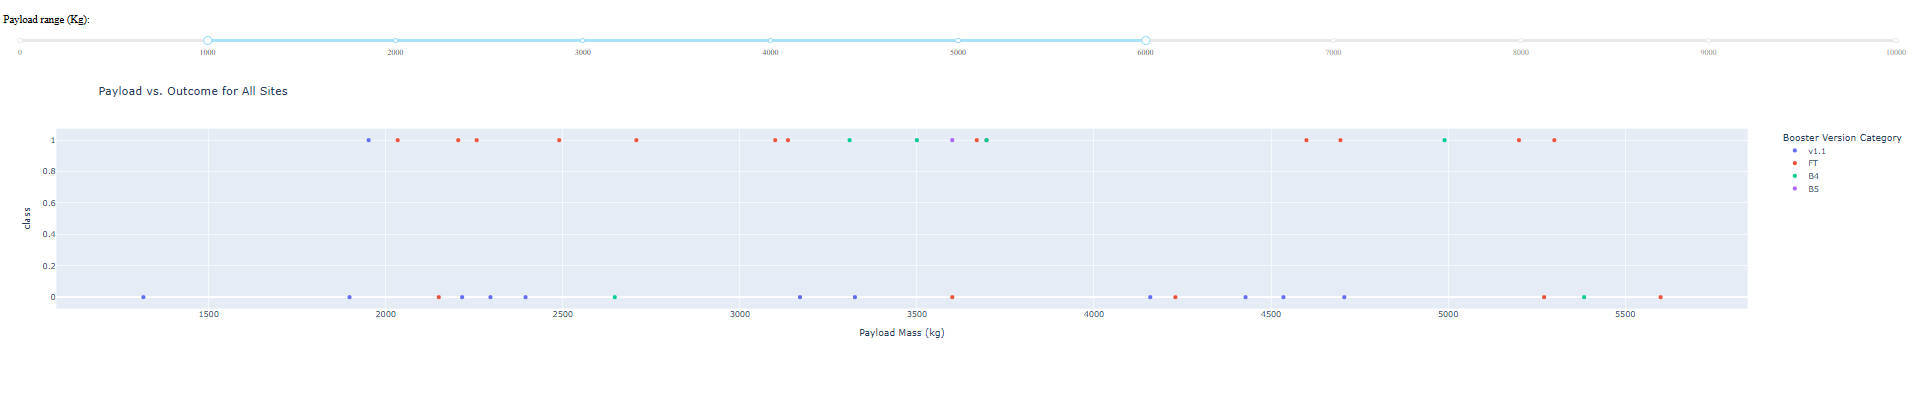 Payload range (Kg):
0 1000 2000 3000 4000 5000 6000 7000 8000 9000 10000
Payload vs. Outcome for All Sites
1
0.8
0.6
0.4
0.2
0
class
1500 2000 2500 3000 3500 4000 4500 5000 5500
Payload Mass (kg)
Booster Version Category
v1.1
FT
B4
B5